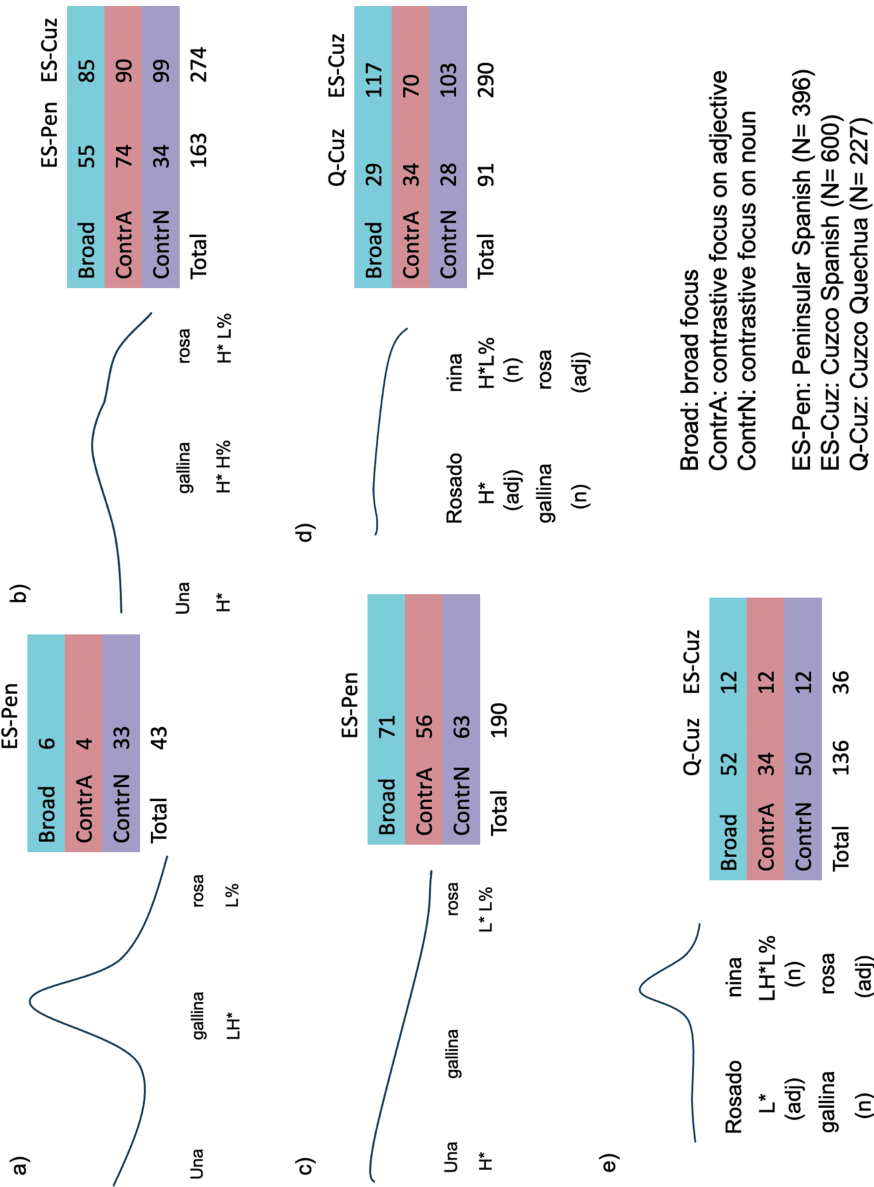 a)
Una gallina rosa
LH* L%
ES-Pen
Broad 6
ContrA 4
ContrN 33
Total 43
b)
Una gallina rosa
H* H* H% H* L%
ES-Pen ES-Cuz
Broad 55 85
ContrA 74 90
ContrN 34 99
Total 163 274
c)
Una gallina rosa
H* L* L%
ES-Pen
Broad 71
ContrA 56
ContrN 63
Total 190
d)
Rosado nina
H* H*L%
(adj) (n)
gallina rosa
(n) (adj)
Q-Cuz ES-Cuz
Broad 29 117
ContrA 34 70
ContrN 28 103
Total 91 290
e)
Rosado nina
L* LH*L%
(adj) (n)
gallina rosa
(n) (adj)
Q-Cuz ES-Cuz
Broad 52 12
ContrA 34 12
ContrN 50 12
Total 136 36
Broad: broad focus
ContrA: contrastive focus on adjective
ContrN: contrastive focus on noun
ES-Pen: Peninsular Spanish (N= 396)
ES-Cuz: Cuzco Spanish (N= 600)
Q-Cuz: Cuzco Quechua (N= 227)